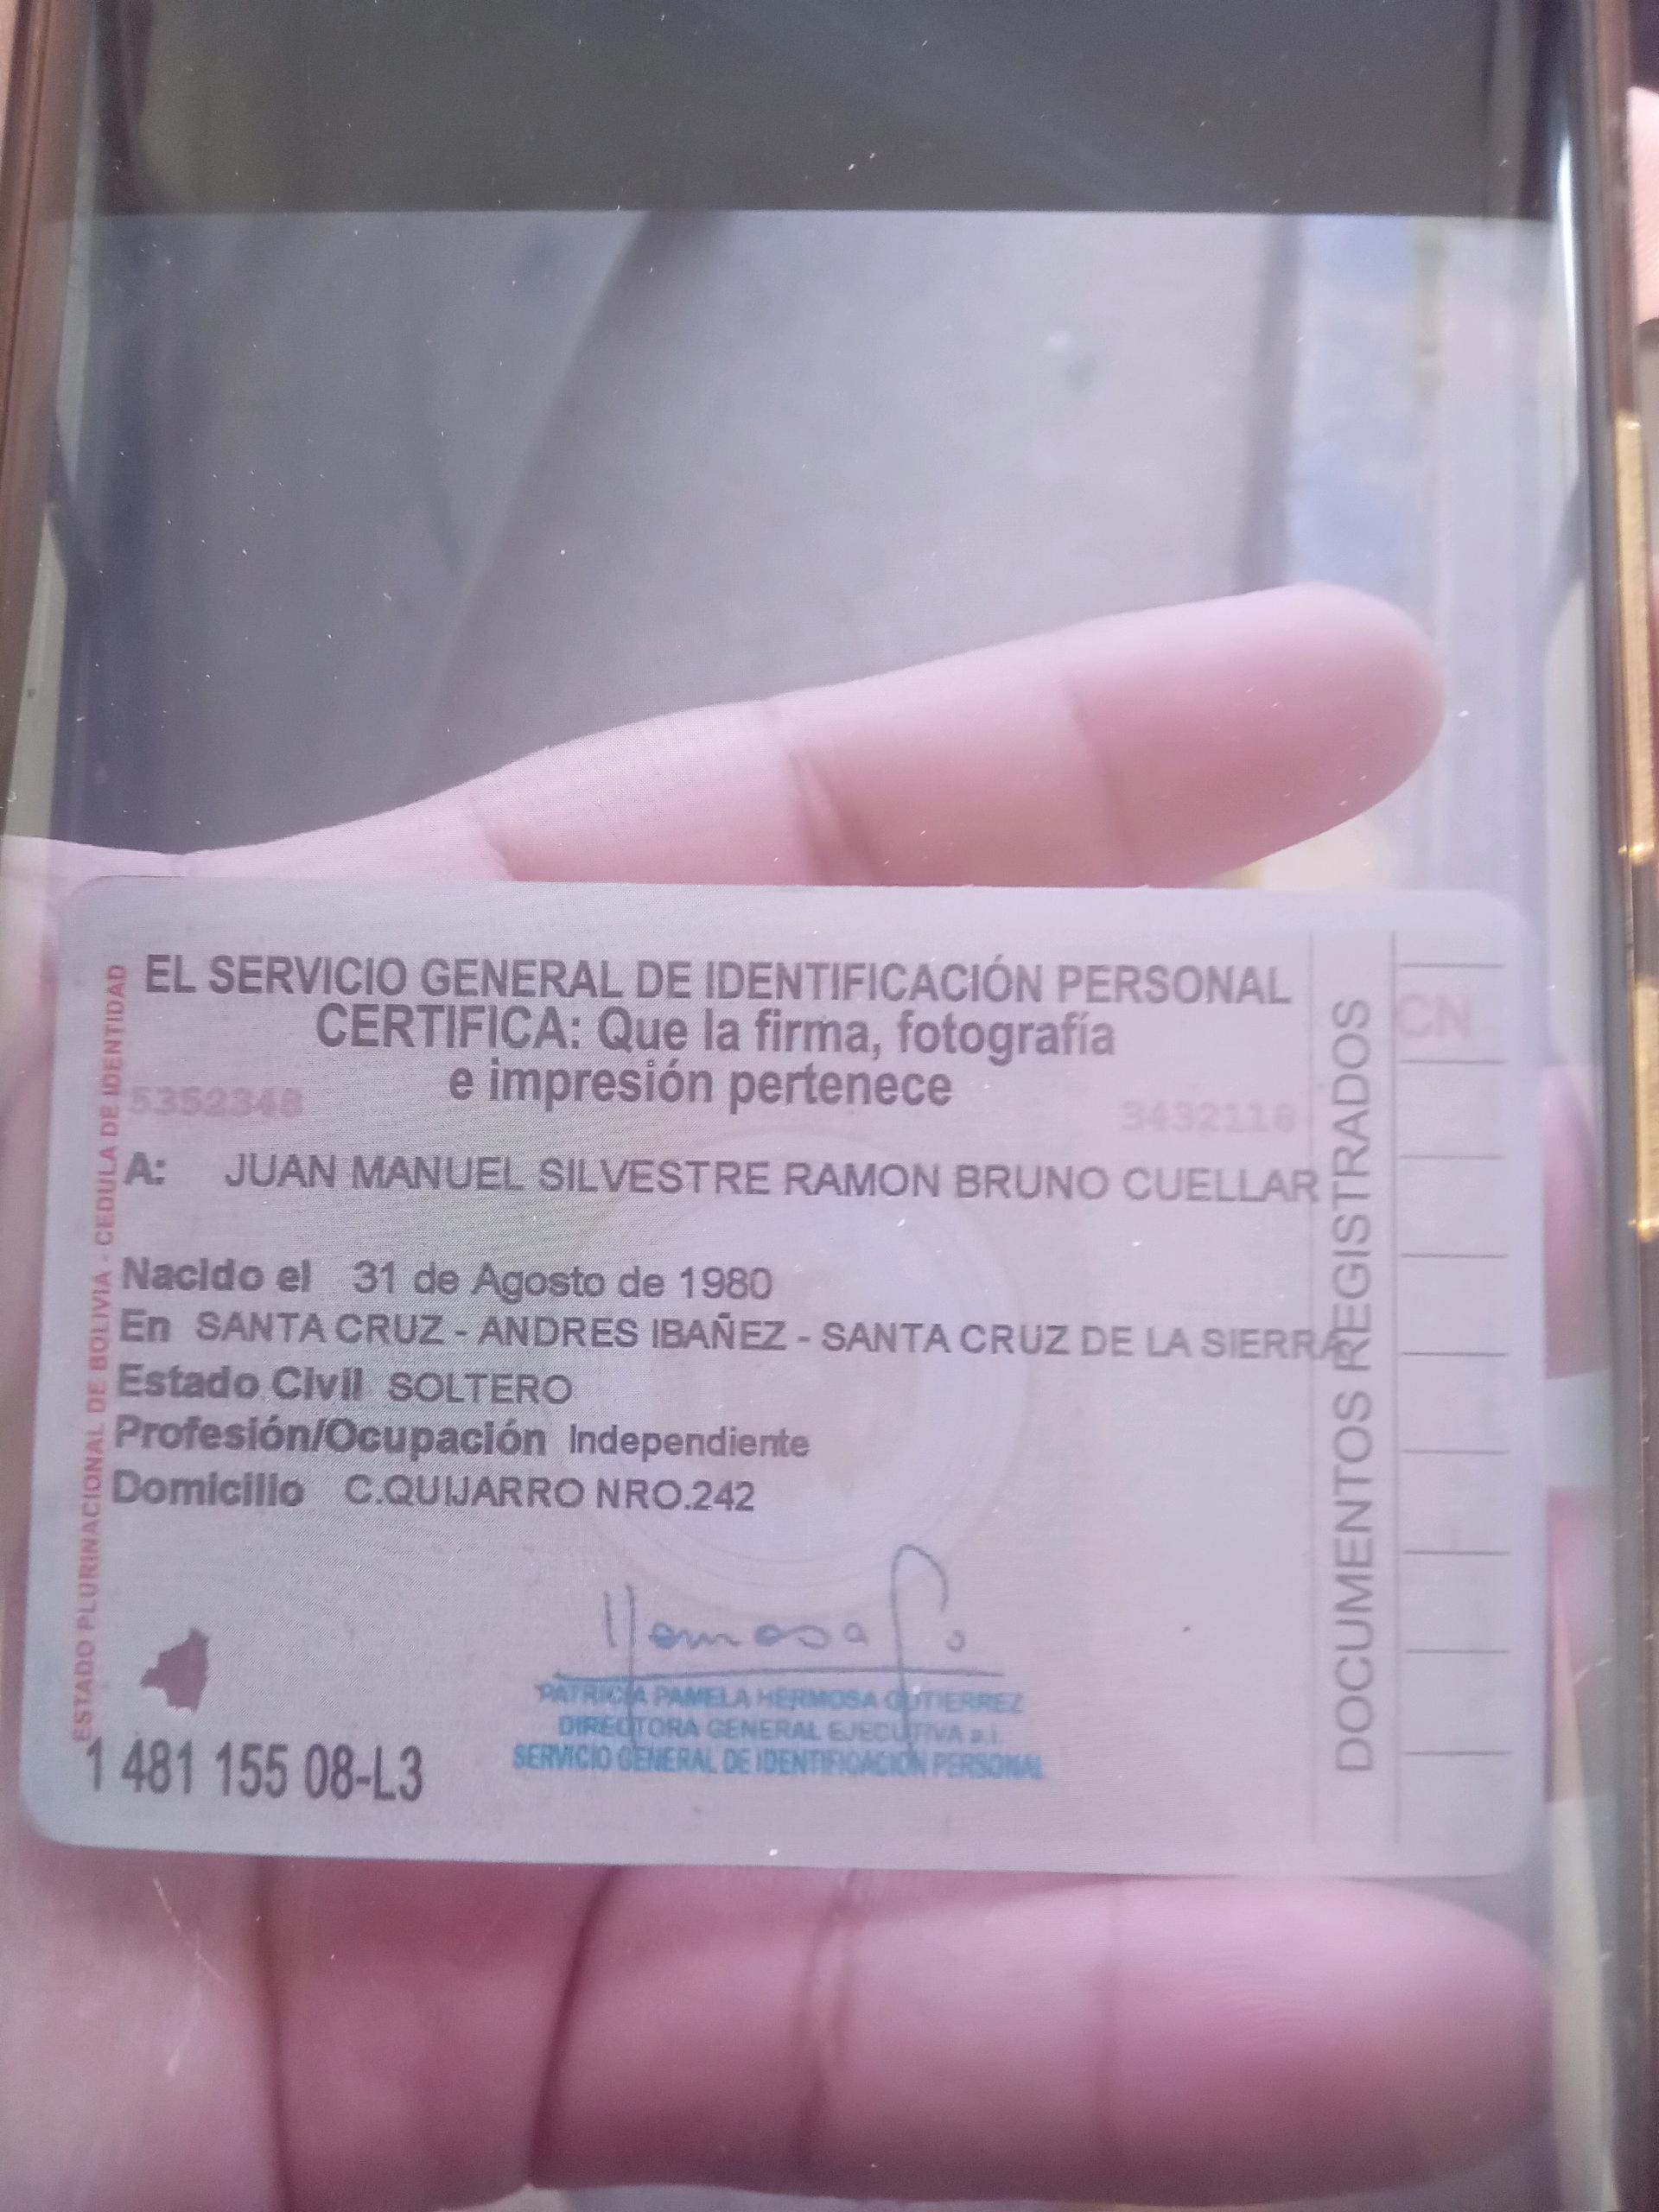 EL SERVICIO GENERAL DE IDENTIFICACIÓN PERSONAL
CERTIFICA: Que la firma, fotografía
e impresión pertenece
5352348
3432118
A: JUAN MANUEL SILVESTRE RAMON BRUNO CUELLAR
Nacido el 31 de Agosto de 1980
En SANTA CRUZ - ANDRES IBAÑEZ - SANTA CRUZ DE LA SIERRA
Estado Civil SOLTERO
Profesión/Ocupación Independiente
Domicilio C.QUIJARRO NRO.242
Hermosa
PATRICIA PAMELA HERMOSA GUTIERREZ
DIRECTORA GENERAL EJECUTIVA a.i.
SERVICIO GENERAL DE IDENTIFICACIÓN PERSONAL
1 481 155 08-L3
ESTADO PLURINACIONAL DE BOLIVIA - CEDULA DE IDENTIDAD
DOCUMENTOS REGISTRADOS
CN